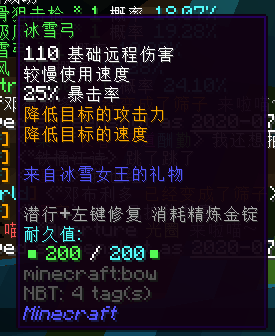 冰雪弓
110 基础远程伤害
较慢使用速度
25% 暴击率
降低目标的攻击力
降低目标的速度
来自冰雪女王的礼物
潜行+左键修复 消耗精炼金锭
耐久值:
▪ 200 / 200 ▪
minecraft:bow
NBT: 4 tag(s)
Minecraft